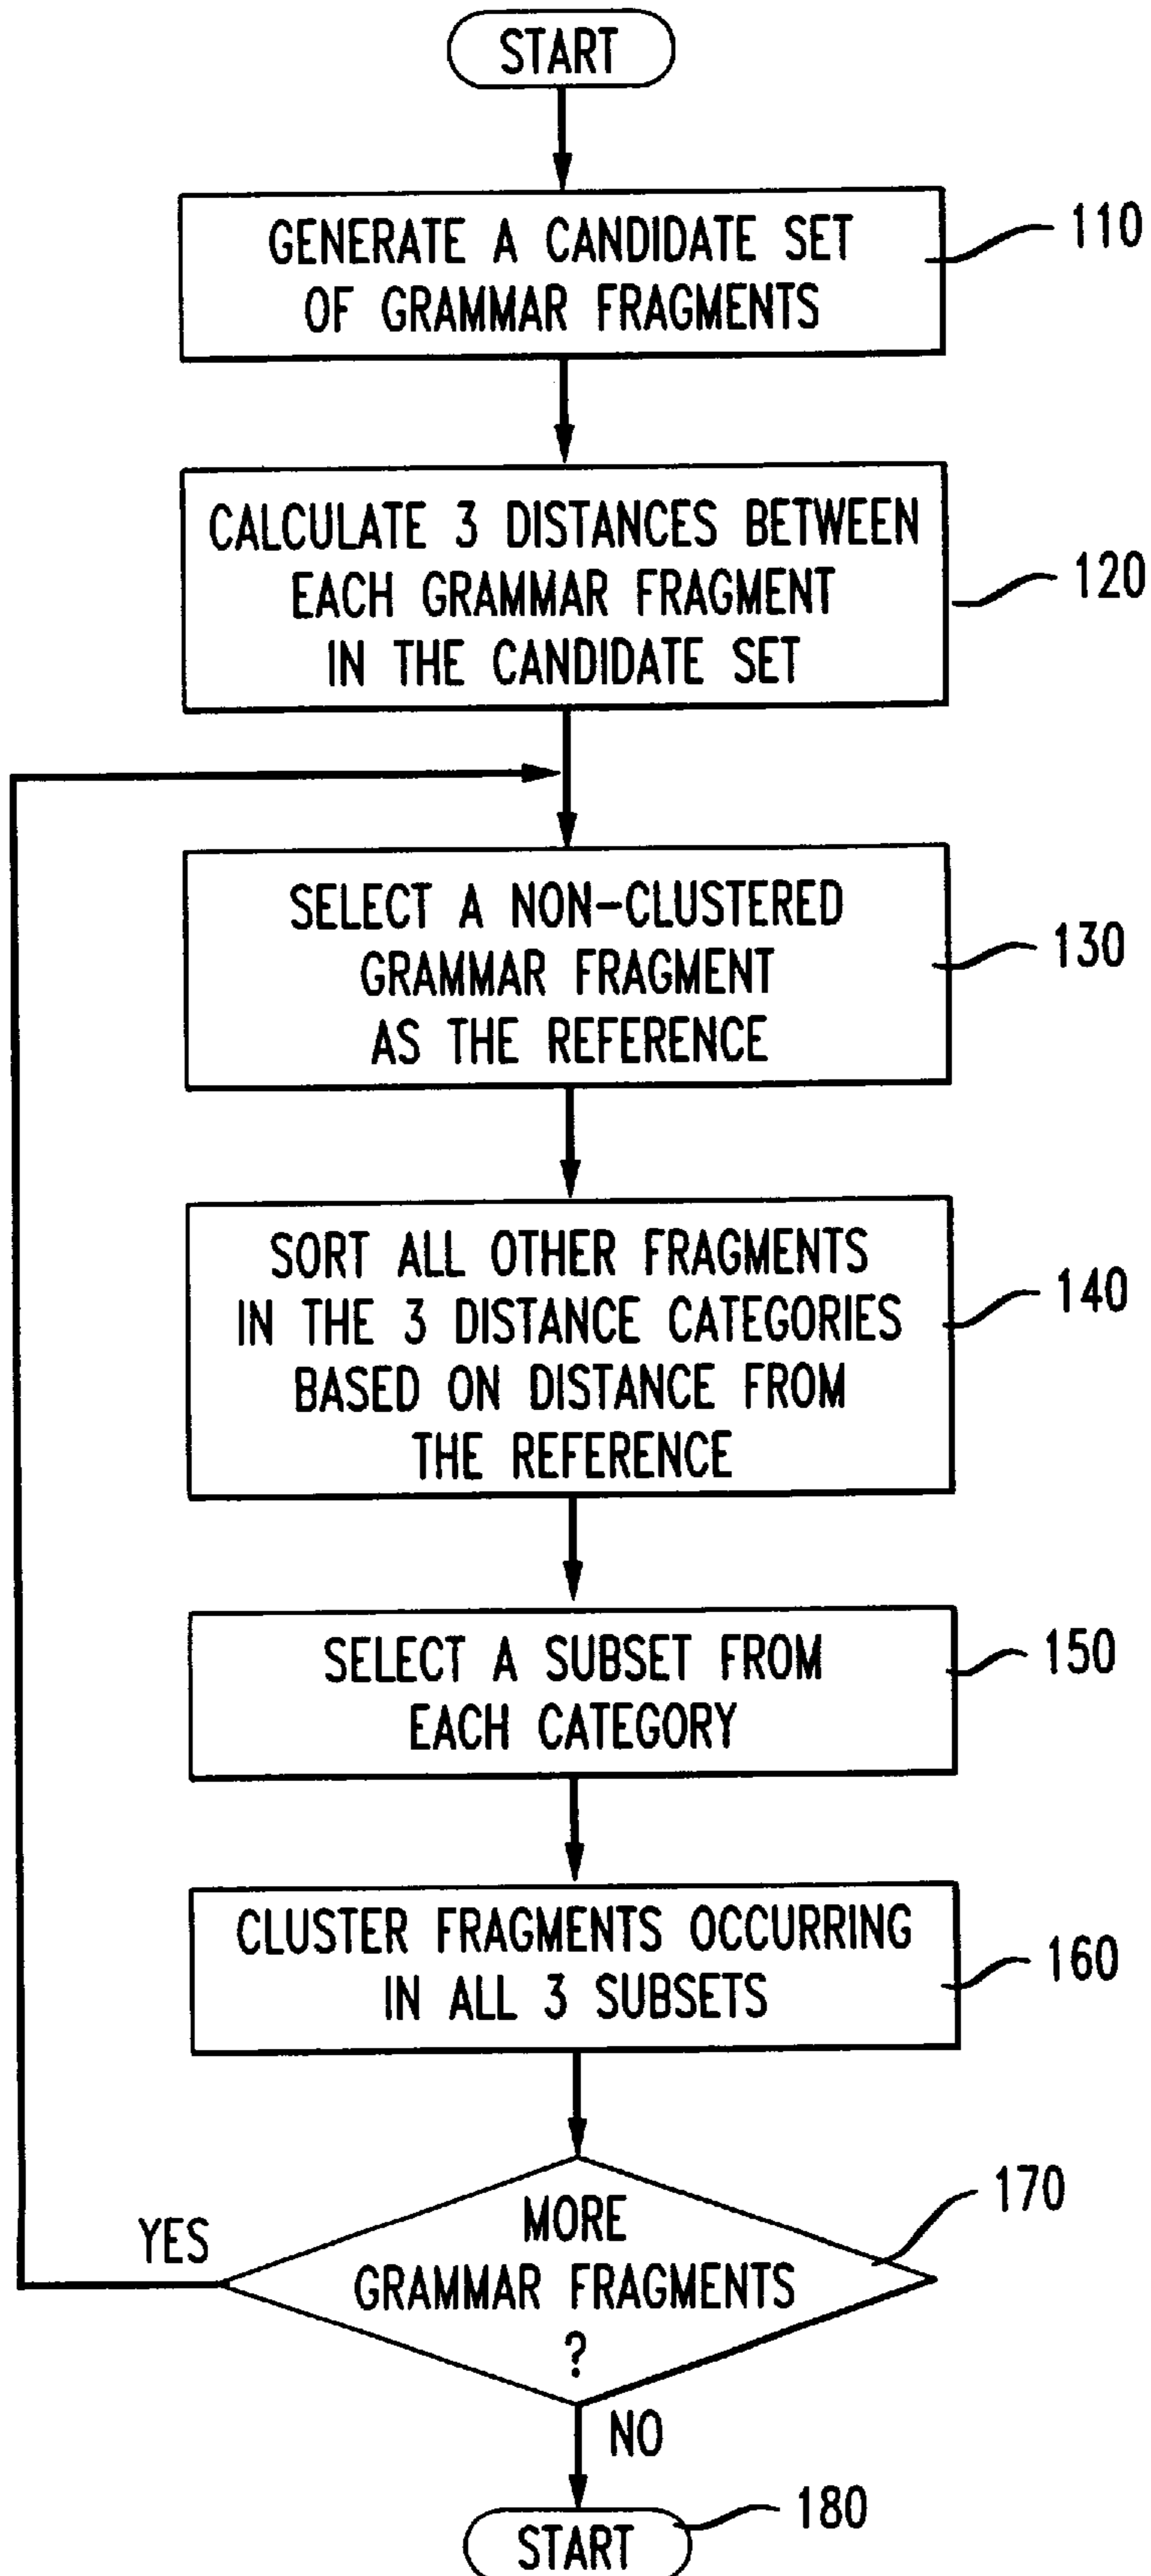 START
GENERATE A CANDIDATE SET
OF GRAMMAR FRAGMENTS
110
CALCULATE 3 DISTANCES BETWEEN
EACH GRAMMAR FRAGMENT
IN THE CANDIDATE SET
120
SELECT A NON-CLUSTERED
GRAMMAR FRAGMENT
AS THE REFERENCE
130
SORT ALL OTHER FRAGMENTS
IN THE 3 DISTANCE CATEGORIES
BASED ON DISTANCE FROM
THE REFERENCE
140
SELECT A SUBSET FROM
EACH CATEGORY
150
CLUSTER FRAGMENTS OCCURRING
IN ALL 3 SUBSETS
160
MORE
GRAMMAR FRAGMENTS
?
170
YES
NO
START
180